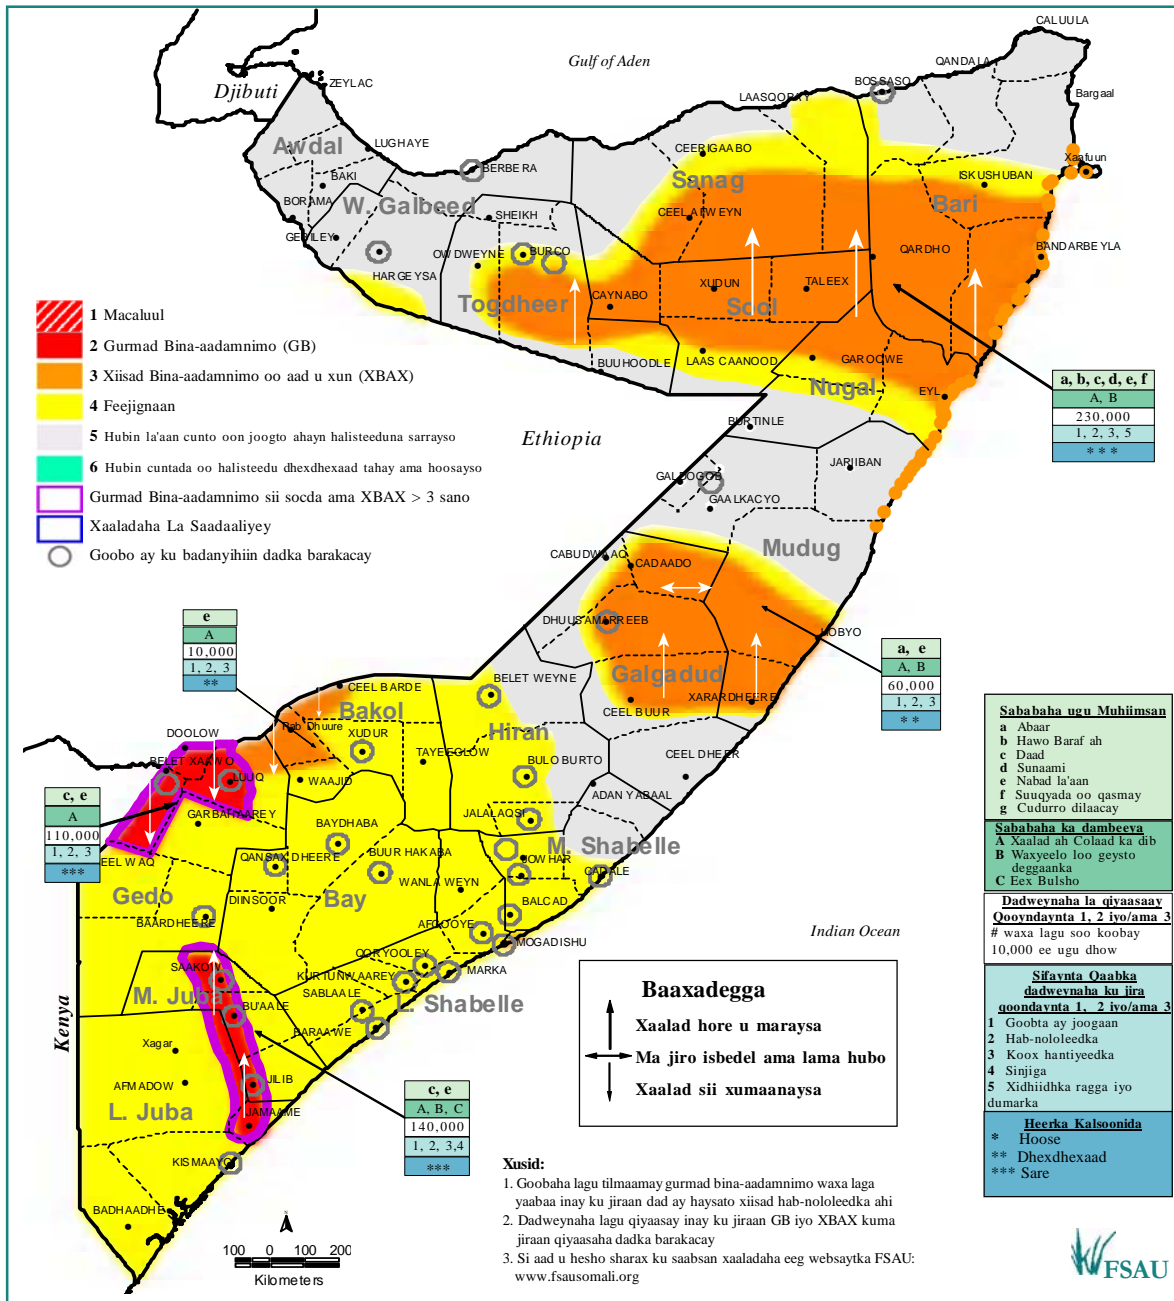 CALUULA
Gulf of Aden
QANDALA
ZEYLAC
BOSSASO
Djibuti
Bargaal
LAASQORAY
Awdal
LUGHAYE
CEERIGAABO
Xaafuun
BERBERA
ISKUSHUBAN
BAKI
Sanag
Bari
BORAMA
W. Galbeed
SHEIKH
CEEL AFWEYN
GEBILEY
BURCO
QARDHO
BANDARBEYLA
OWDWEYNE
HARGEYSA
XUDUN
TALEEX
Togdheer
CAYNABO
Sool
1 Macaluul
2 Gurmad Bina-aadamnimo (GB)
3 Xiisad Bina-aadamnimo oo aad u xun (XBAX)
4 Feejignaan
5 Hubin la'aan cunto oon joogto ahayn halisteeduna sarrayso
6 Hubin cuntada oo halisteedu dhexdhexaad tahay ama hoosayso
Gurmad Bina-aadamnimo sii socda ama XBAX > 3 sano
Xaaladaha La Saadaaliyey
Goobo ay ku badanyihiin dadka barakacay
LAAS CAANOOD
GAROOWE
BUUHOODLE
Nugal
EYL
a, b, c, d, e, f
A, B
230,000
1, 2, 3, 5
* * *
BURTINLE
Ethiopia
JARIIBAN
GALDOGOB
GAALKACYO
Mudug
CABUDWAAQ
CADAADO
DHUUSAMARREEB
HOBYO
e
A
10,000
1, 2, 3
**
a, e
A, B
60,000
1, 2, 3
* *
Galgadud
BELET WEYNE
CEEL BARDE
XARARDHEERE
Bakol
CEEL BUUR
Rab Dhuure
Hiran
DOOLOW
XUDUR
TAYEEGLOW
CEEL DHEER
BELET XAAWO
LUUQ
WAAJID
BULO BURTO
ADAN YABAAL
c, e
A
110,000
1, 2, 3
***
GARBAHAAREY
JALALAQSI
BAYDHABA
M. Shabelle
EEL WAQ
QANSAX DHEERE
BUUR HAKABA
JOWHAR
CADALE
Gedo
Bay
WANLA WEYN
DIINSOOR
BALCAD
BAARDHEERE
AFGOOYE
MOGADISHU
Indian Ocean
QORYOOLEY
SAAKOW
KURTUNWAAREY
MARKA
M. Juba
SABLAALE
L. Shabelle
BU'AALE
BARAAWE
Kenya
Xagar
AFMADOW
JILIB
L. Juba
JAMAAME
KISMAAYO
BADHAADHE
c, e
A, B, C
140,000
1, 2, 3,4
***
Baaxadegga
Xaalad hore u maraysa
Ma jiro isbedel ama lama hubo
Xaalad sii xumaanaysa
Sababaha ugu Muhiimsan
a Abaar
b Hawo Baraf ah
c Daad
d Sunaami
e Nabad la'aan
f Suuqyada oo qasmay
g Cudurro dilaacay
Sababaha ka dambeeya
A Xaalad ah Colaad ka dib
B Waxyeelo loo geysto
deggaanka
C Eex Bulsho
Dadweynaha la qiyaasaay
Qooyndaynta 1, 2 iyo/ama 3
# waxa lagu soo koobay
10,000 ee ugu dhow
Sifaynta Qaabka
dadweynaha ku jira
qoondaynta 1, 2 iyo/ama 3
1 Goobta ay joogaan
2 Hab-nololeedka
3 Koox hantiyeedka
4 Sinjiga
5 Xidhiidhka ragga iyo
dumarka
Heerka Kalsoonida
* Hoose
** Dhexdhexaad
*** Sare
Xusid:
1. Goobaha lagu tilmaamay gurmad bina-aadamnimo waxa laga
yaabaa inay ku jiraan dad ay haysato xiisad hab-nololeedka ahi
2. Dadweynaha lagu qiyaasay inay ku jiraan GB iyo XBAX kuma
jiraan qiyaasaha dadka barakacay
3. Si aad u hesho sharax ku saabsan xaaladaha eeg websaytka FSAU:
www.fsausomali.org
100 0 100 200
Kilometers
N
FSAU